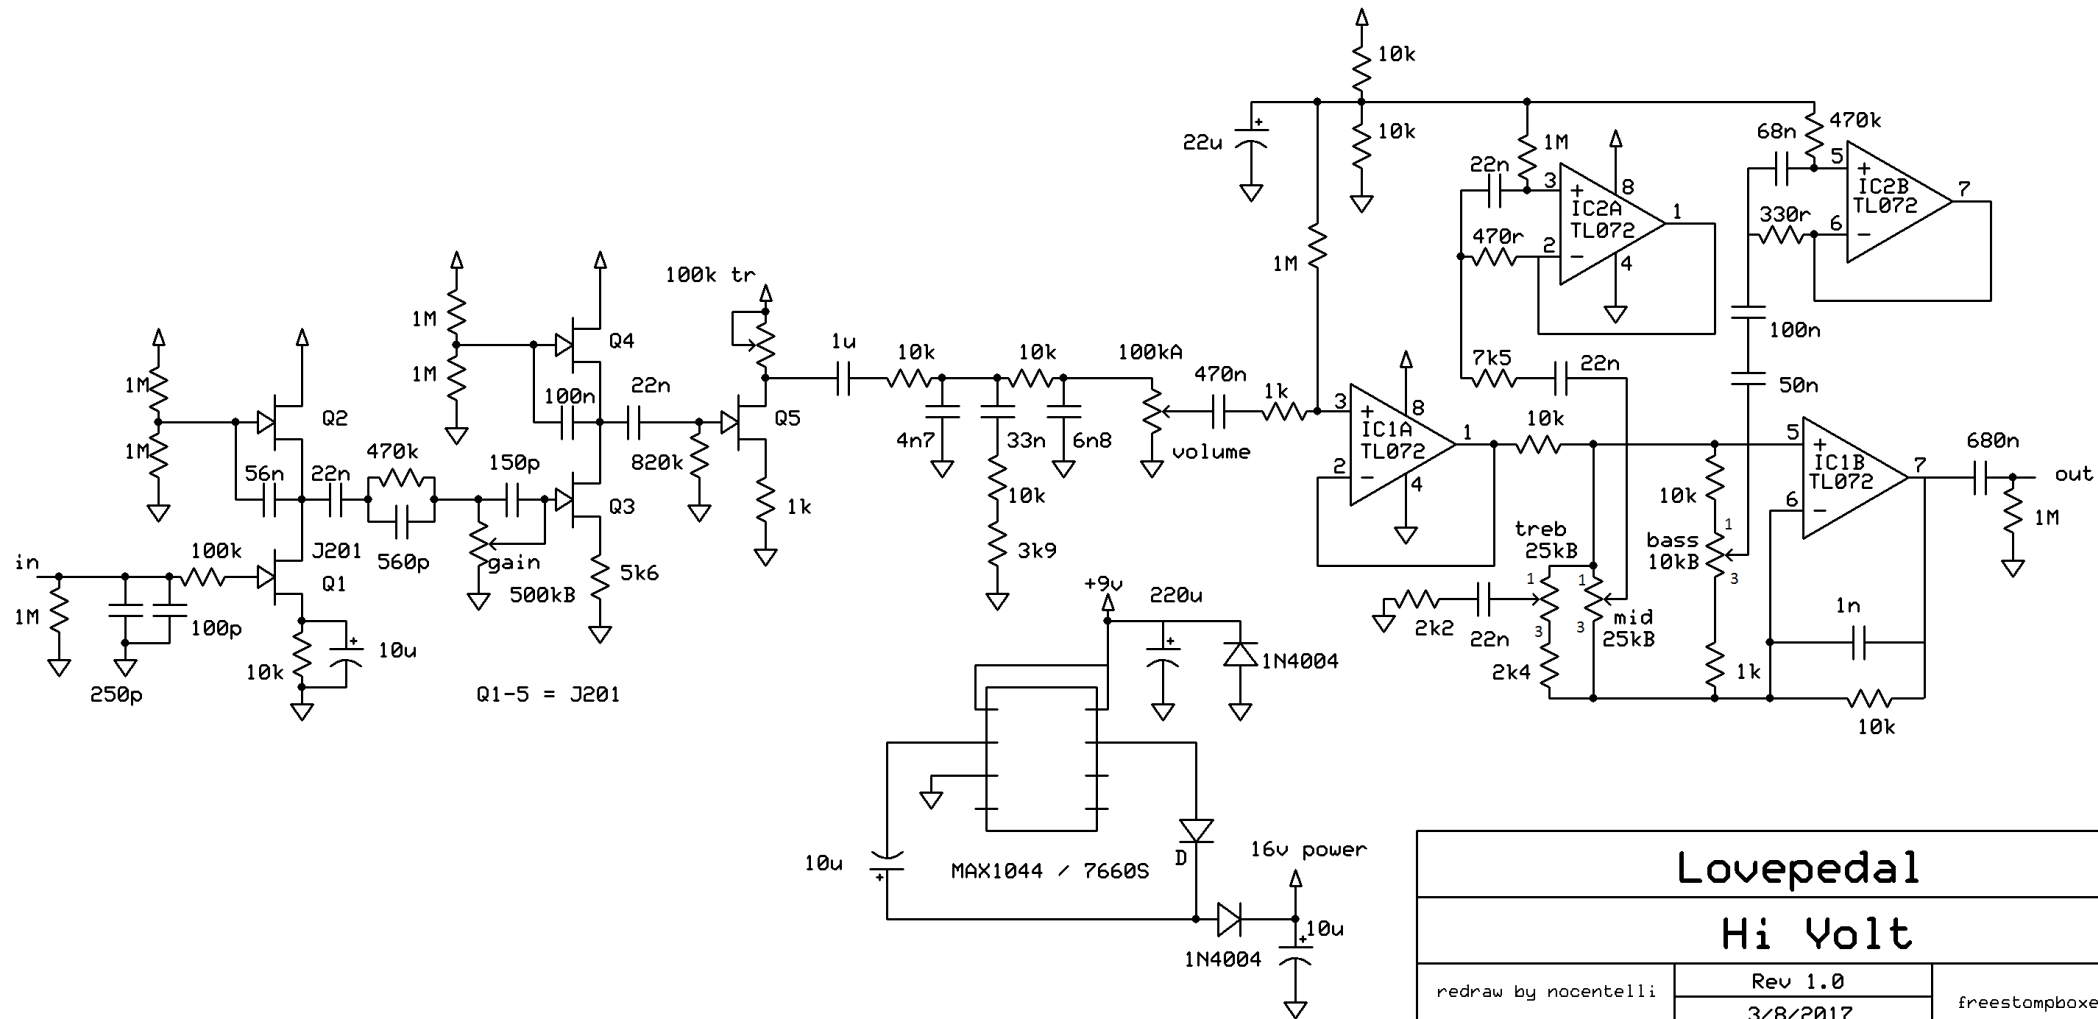 10k
10k
22u
1M
22n
3
+
8
IC2A
TL072
1
470r
2
-
4
68n
470k
5
+
IC2B
TL072
7
330r
6
-
1M
100n
50n
7k5
22n
100k tr
1M
1M
Q4
100n
22n
Q5
820k
1k
1u
10k
10k
4n7
33n
6n8
10k
3k9
100kA
volume
470n
1k
3
+
8
IC1A
TL072
1
2
-
4
10k
5
+
IC1B
TL072
7
6
-
680n
out
1M
1M
1M
Q2
56n
22n
470k
560p
150p
Q3
gain
500kB
5k6
in
1M
100k
J201
Q1
250p
100p
10k
+
10u
Q1-5 = J201
treb
25kB
1
3
2k2
22n
2k4
1
mid
3
25kB
10k
bass
10kB
1
3
1k
1n
10k
+9v
220u
+
1N4004
10u
+
MAX1044 / 7660S
D
16v power
1N4004
+
10u
Lovepedal
Hi Volt
redraw by nocentelli
Rev 1.0
3/8/2017
freestompboxe